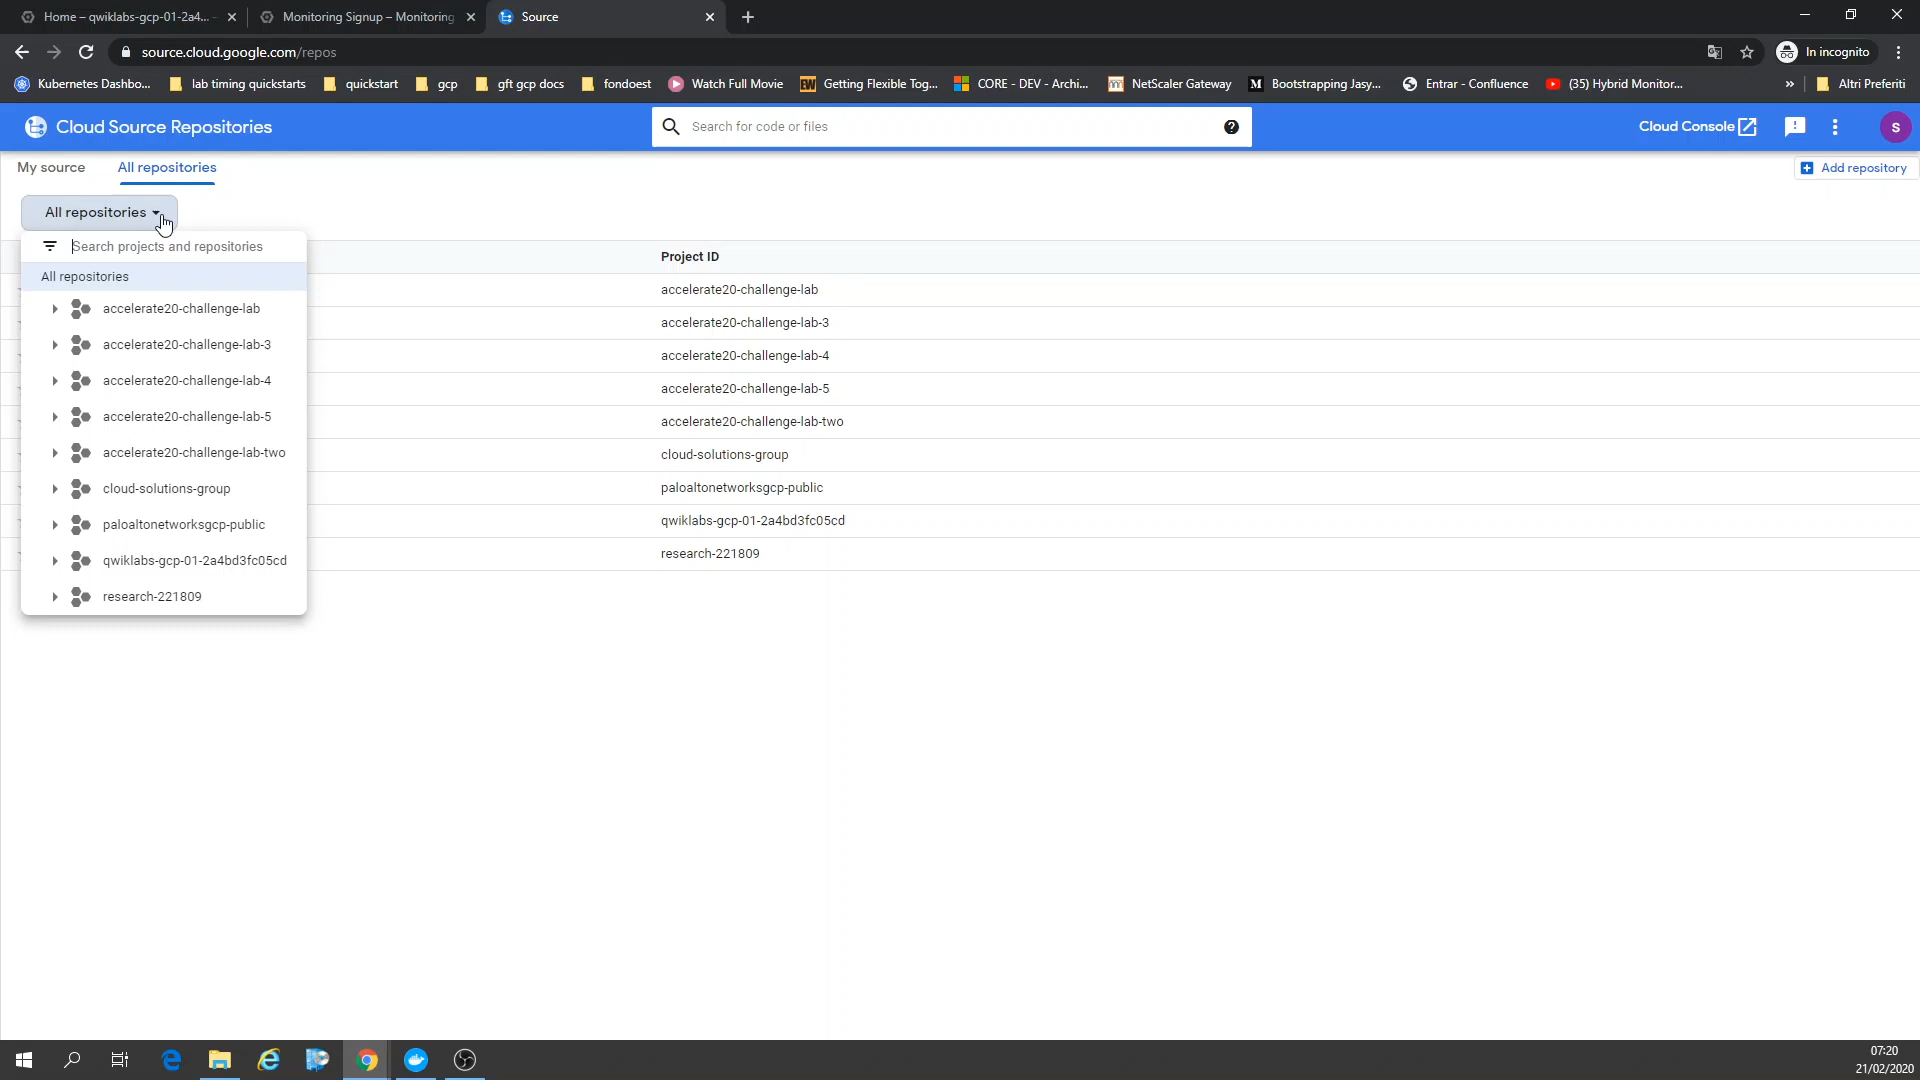 Home – qwiklabs-gcp-01-2a4...
Monitoring Signup – Monitoring
Source
source.cloud.google.com/repos
In incognito
Kubernetes Dashbo...
lab timing quickstarts
quickstart
gcp
gft gcp docs
fondoest
Watch Full Movie
Getting Flexible Tog...
CORE - DEV - Archi...
NetScaler Gateway
Bootstrapping Jasy...
Entrar - Confluence
(35) Hybrid Monitor...
»
Altri Preferiti
Cloud Source Repositories
Search for code or files
Cloud Console
S
My source
All repositories
Add repository
All repositories
Search projects and repositories
Project ID
All repositories
accelerate20-challenge-lab
accelerate20-challenge-lab-3
accelerate20-challenge-lab-4
accelerate20-challenge-lab-5
accelerate20-challenge-lab-two
cloud-solutions-group
paloaltonetworksgcp-public
qwiklabs-gcp-01-2a4bd3fc05cd
research-221809
accelerate20-challenge-lab
accelerate20-challenge-lab-3
accelerate20-challenge-lab-4
accelerate20-challenge-lab-5
accelerate20-challenge-lab-two
cloud-solutions-group
paloaltonetworksgcp-public
qwiklabs-gcp-01-2a4bd3fc05cd
research-221809
07:20
21/02/2020